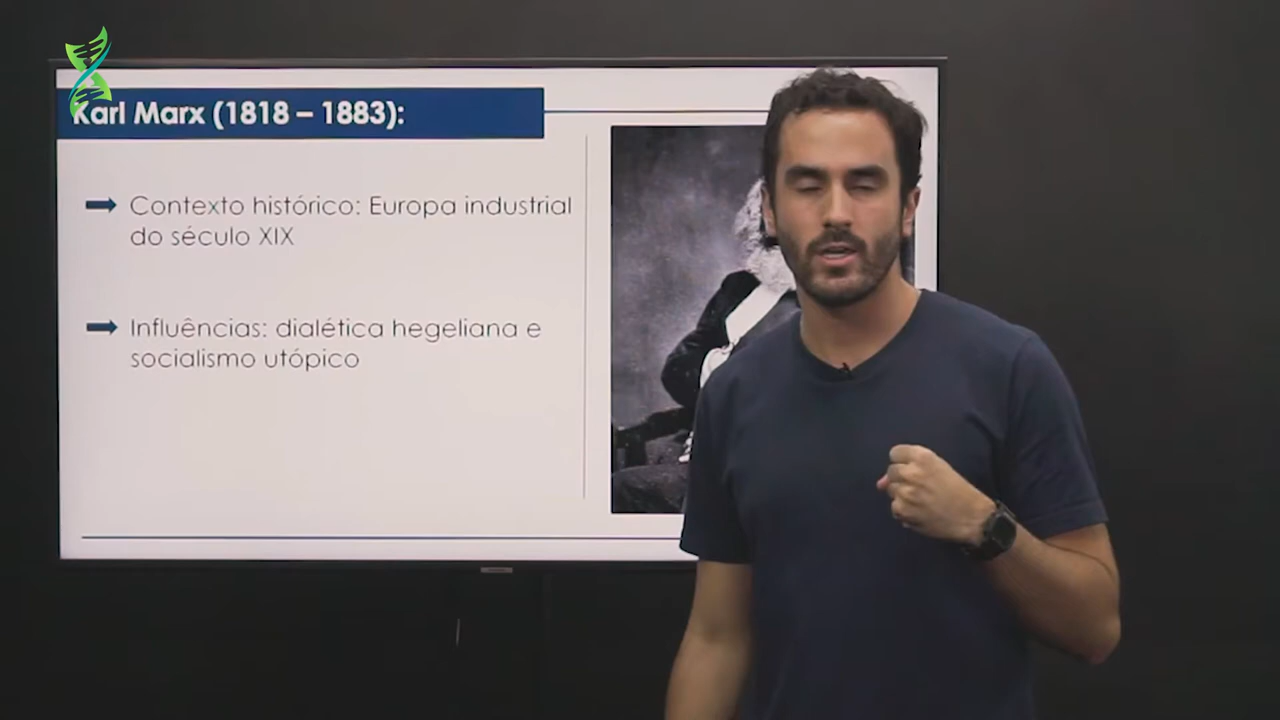 Karl Marx (1818 – 1883):
Contexto histórico: Europa industrial
do século XIX
Influências: dialética hegeliana e
socialismo utópico